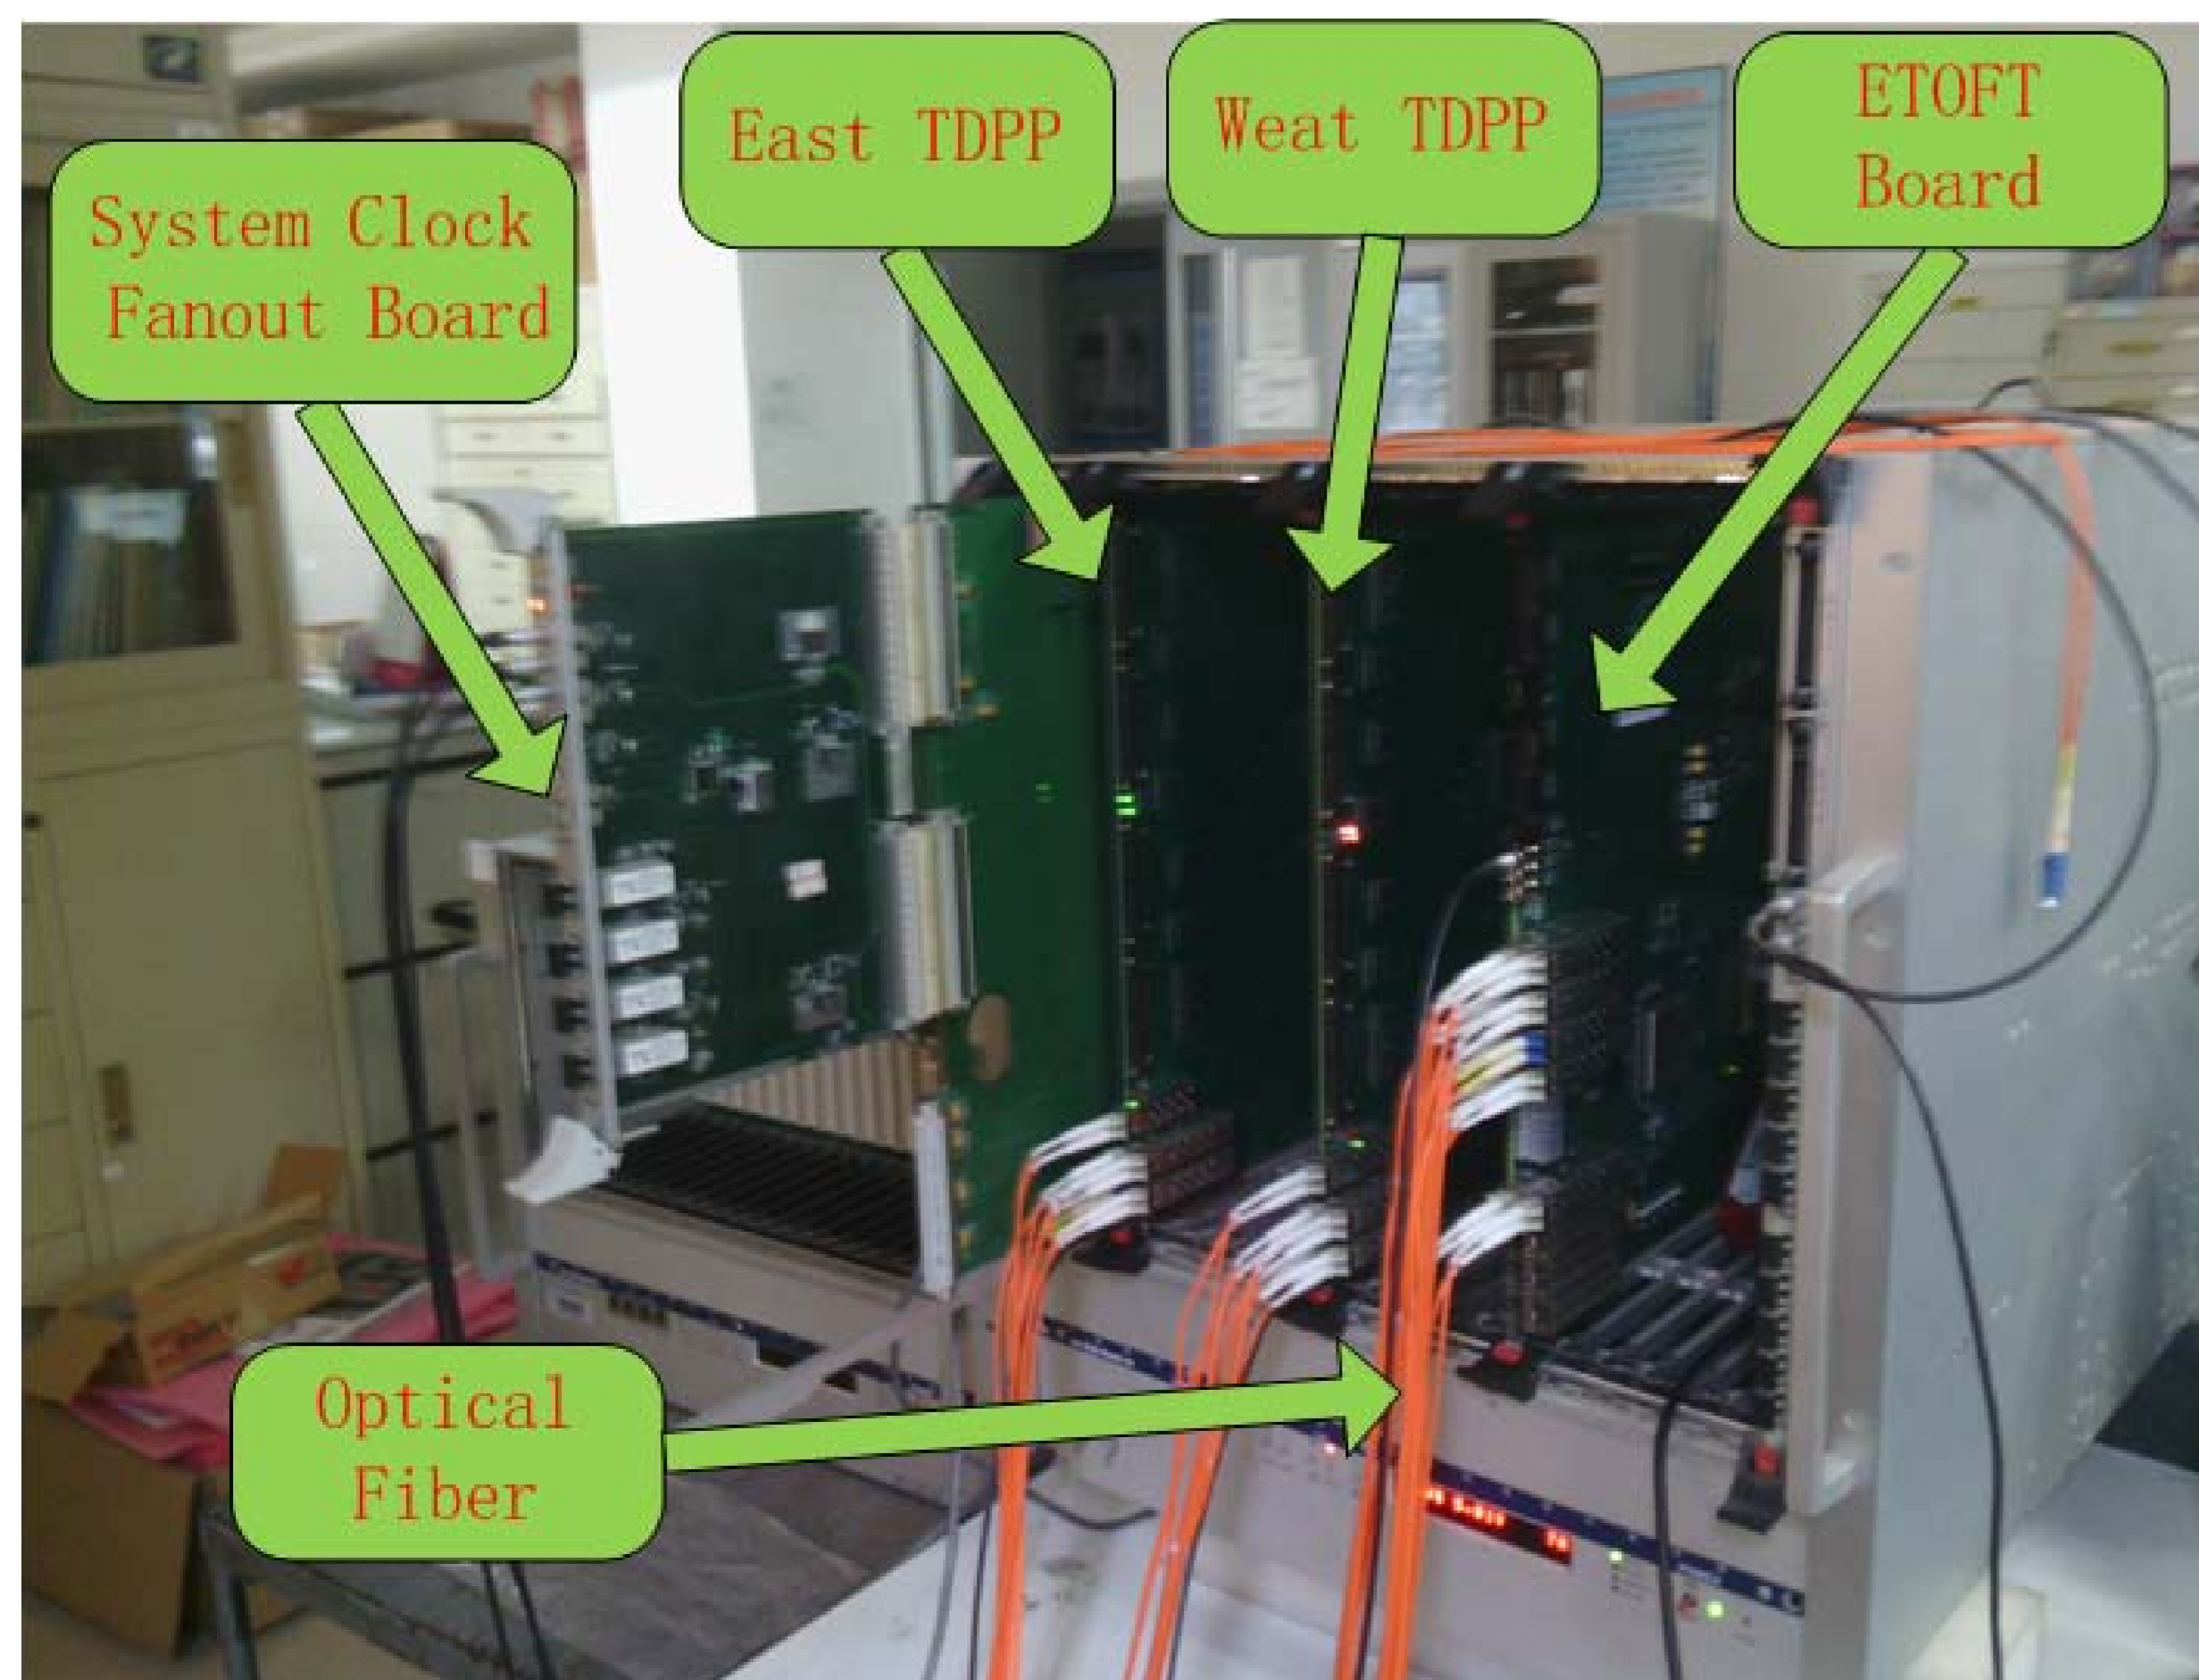 System Clock
Fanout Board
East TDPP
Weat TDPP
ETOFT
Board
Optical
Fiber